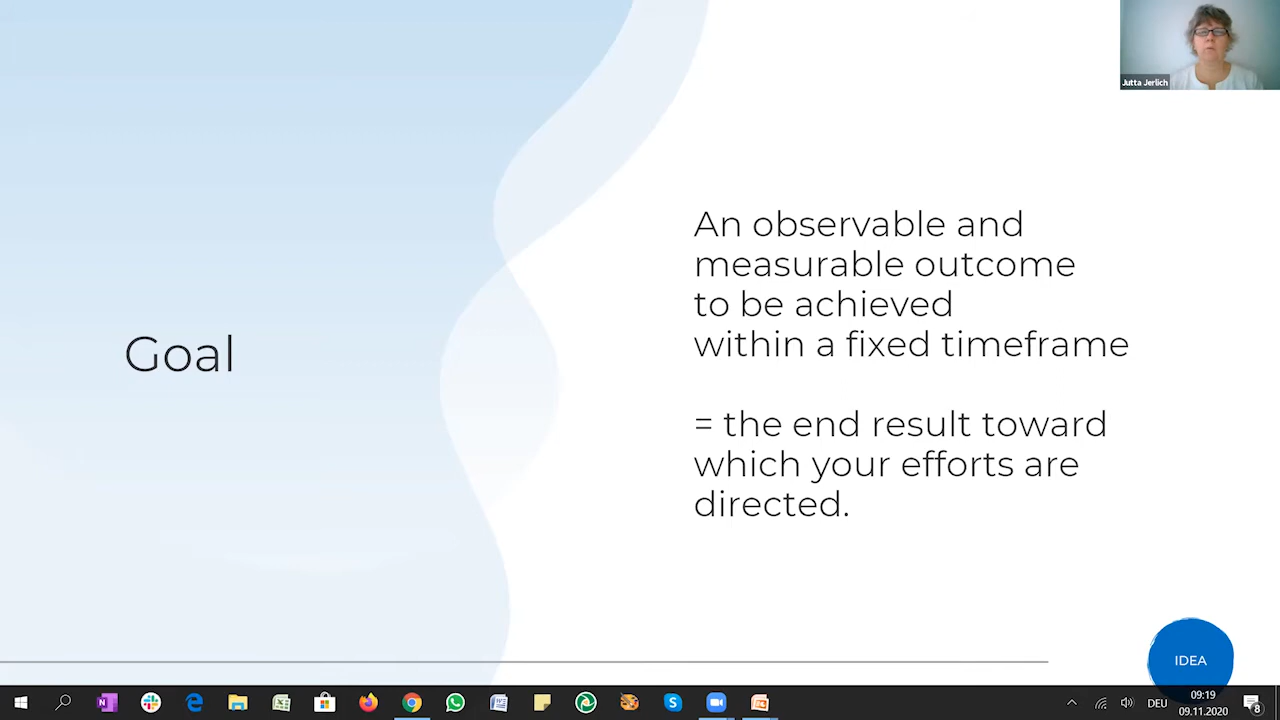 Jutta Jerlich
Goal
An observable and
measurable outcome
to be achieved
within a fixed timeframe
= the end result toward
which your efforts are
directed.
IDEA
DEU
09:19
09.11.2020
8